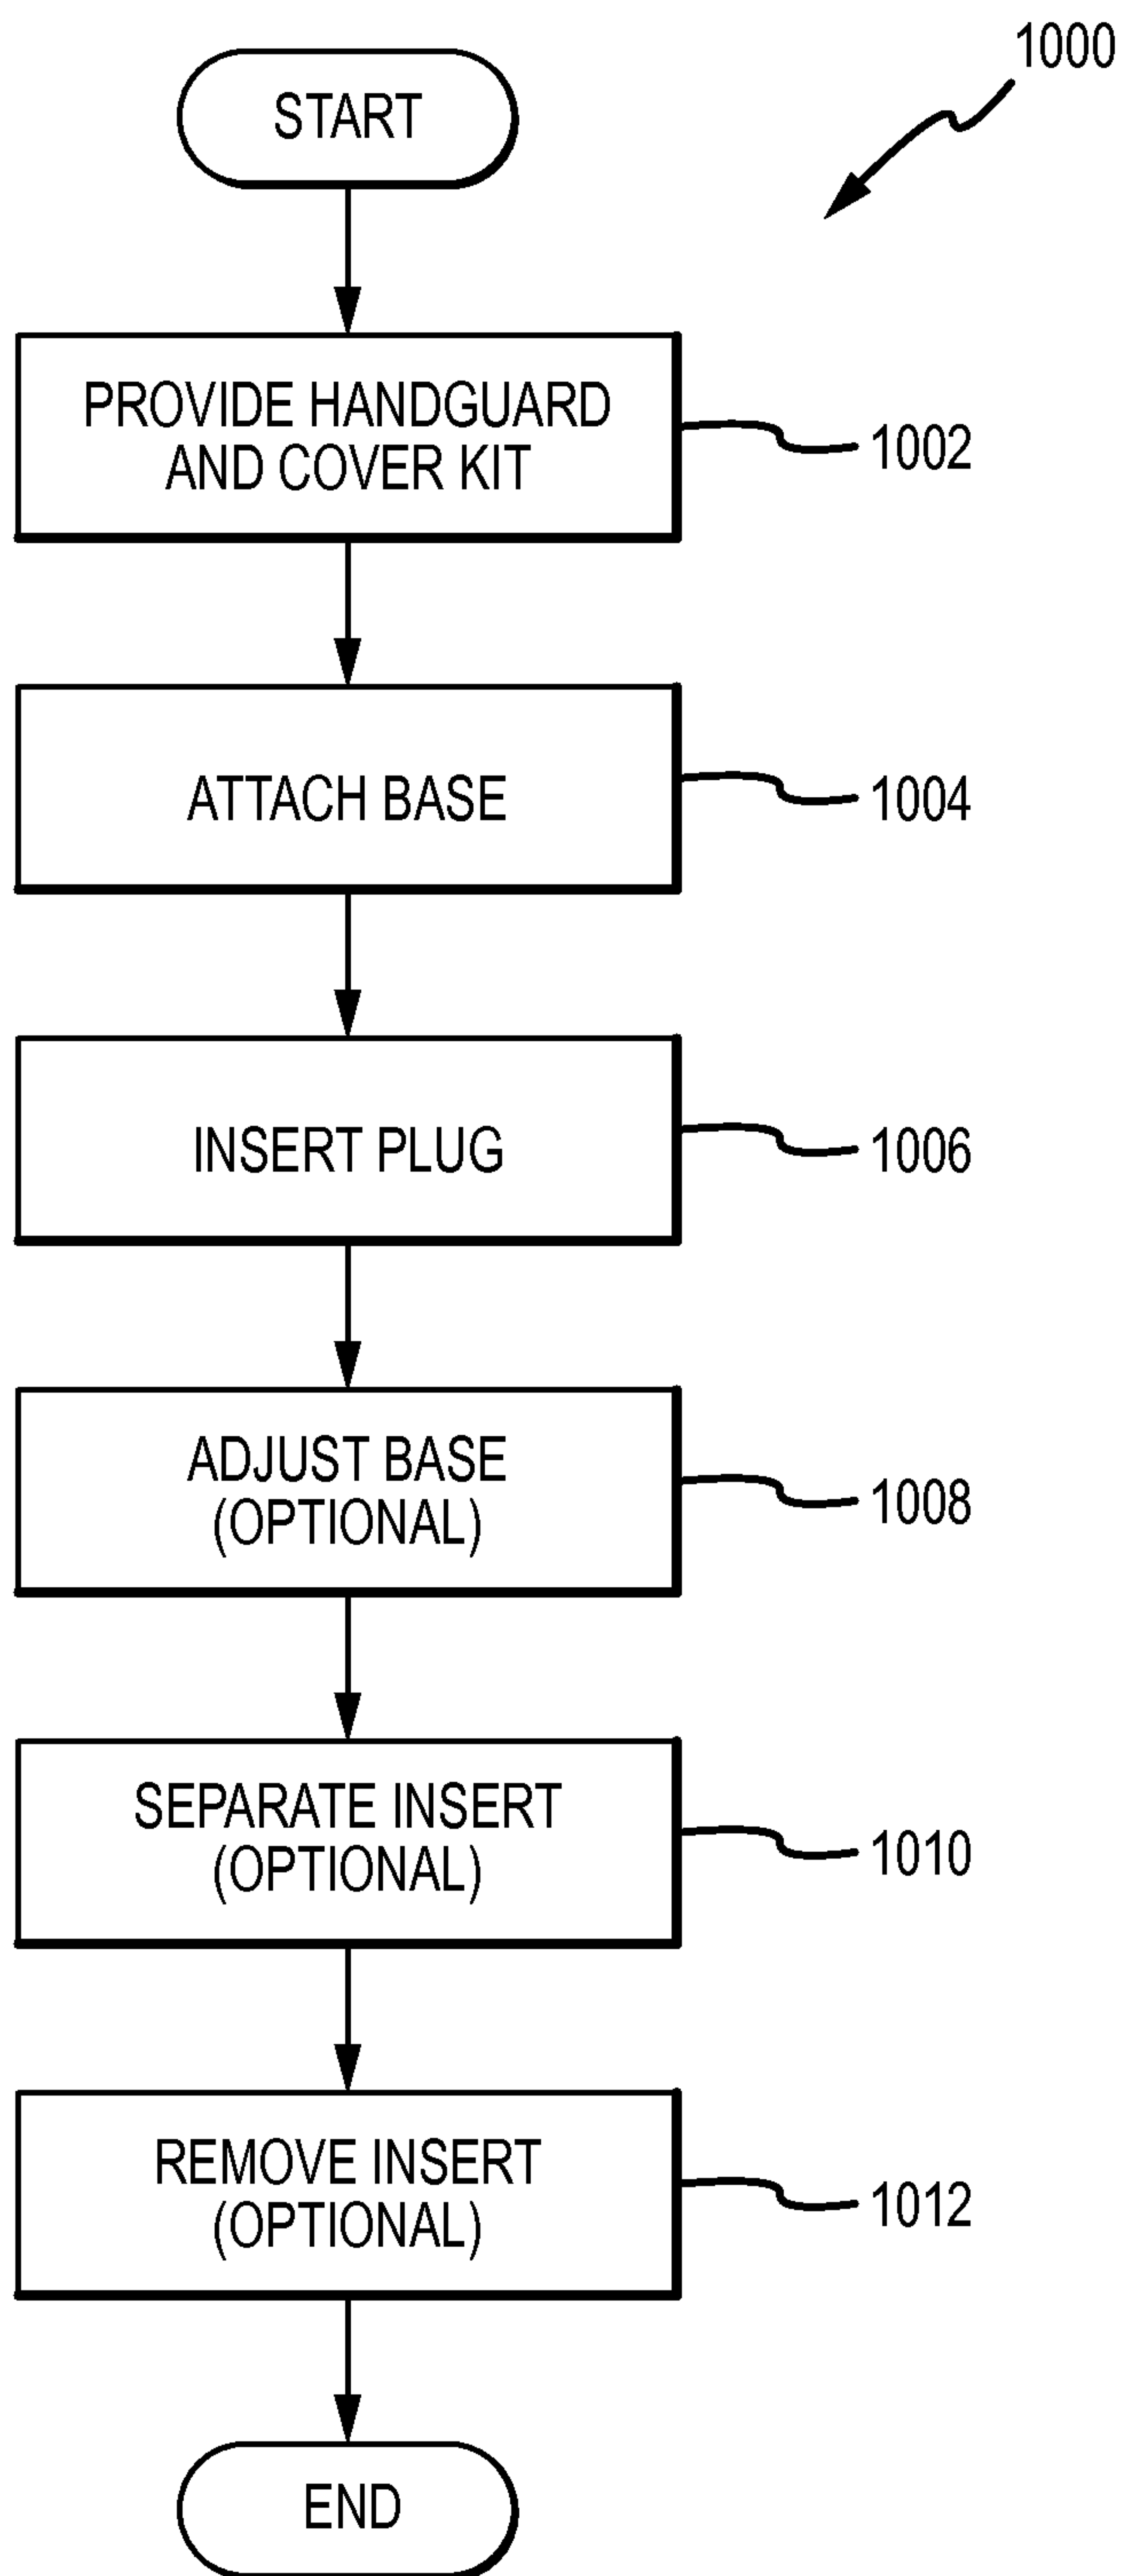 1000
START
PROVIDE HANDGUARD
AND COVER KIT
1002
ATTACH BASE
1004
INSERT PLUG
1006
ADJUST BASE
(OPTIONAL)
1008
SEPARATE INSERT
(OPTIONAL)
1010
REMOVE INSERT
(OPTIONAL)
1012
END